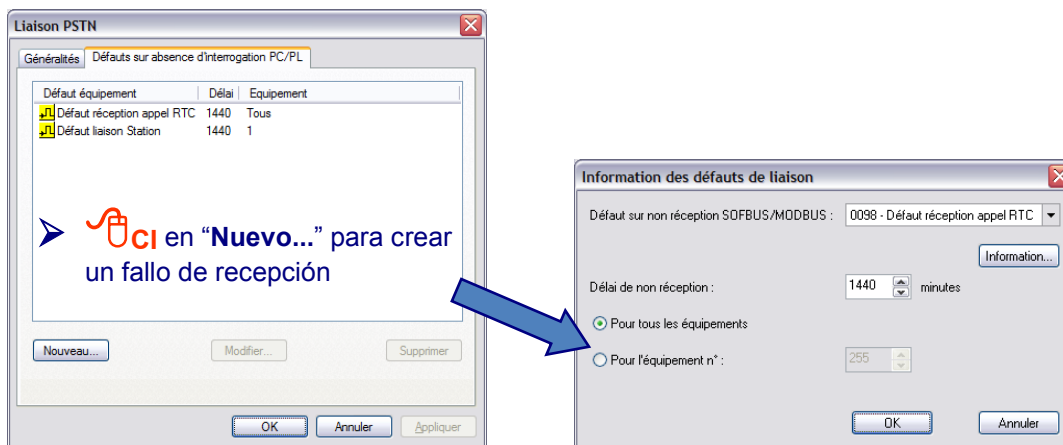 Liaison PSTN
Généralités Défauts sur absence d'interrogation PC/PL
Défaut équipement Délai Equipement
Défaut réception appel RTC 1440 Tous
Défaut liaison Station 1440 1
CI en “Nuevo...” para crear
un fallo de recepción
Nouveau... Modifier... Supprimer
OK Annuler Appliquer
Information des défauts de liaison
Défaut sur non réception SOFBUS/MODBUS : 0098 - Défaut réception appel RTC
Information...
Délai de non réception : 1440 minutes
Pour tous les équipements
Pour l'équipement n° : 255
OK Annuler